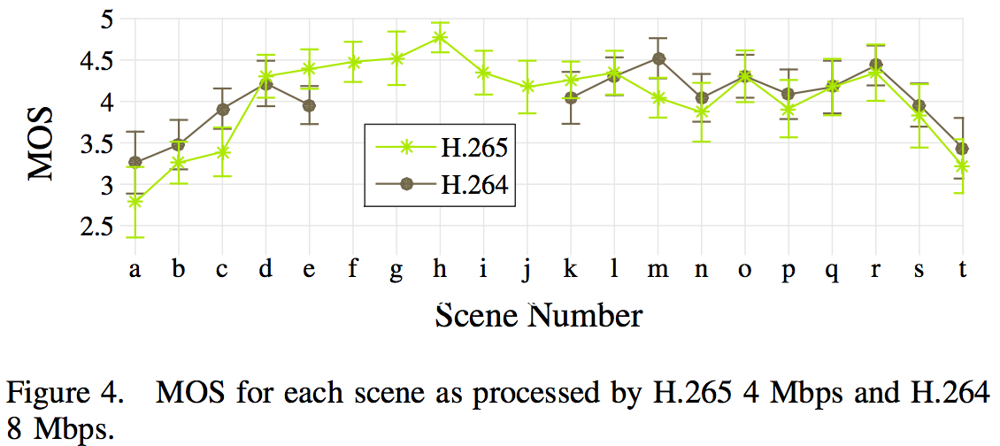 5
4.5
4
3.5
3
2.5
MOS
H.265
H.264
a b c d e f g h i j k l m n o p q r s t
Scene Number
Figure 4. MOS for each scene as processed by H.265 4 Mbps and H.264
8 Mbps.